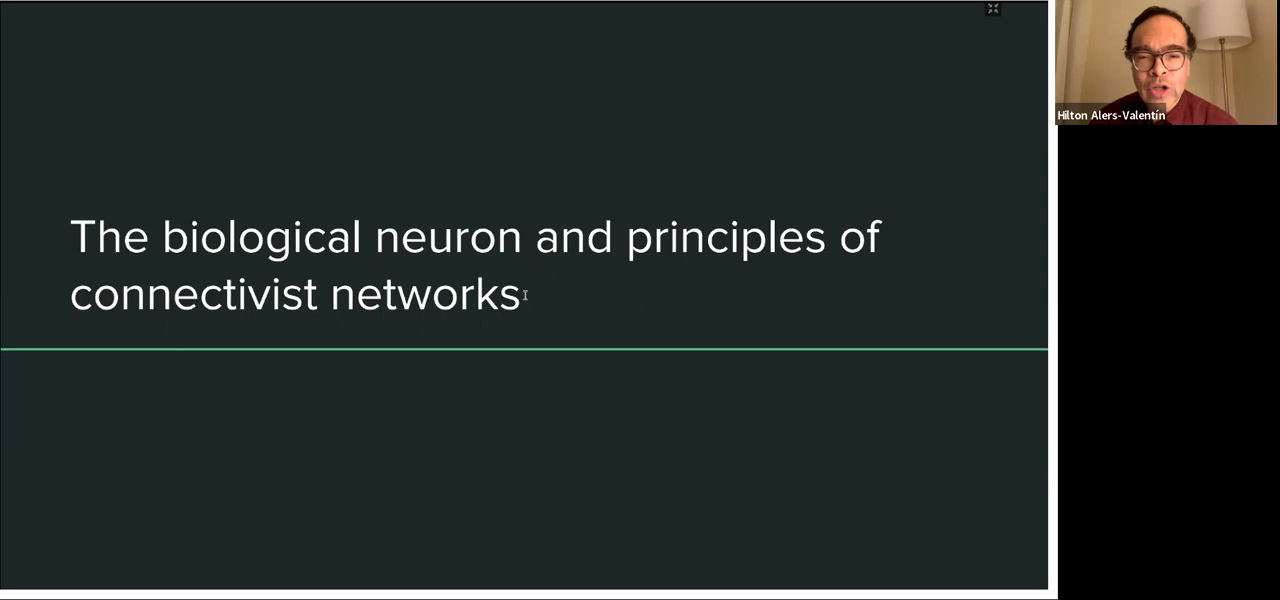 The biological neuron and principles of
connectivist networks
Hilton Alers-Valentín